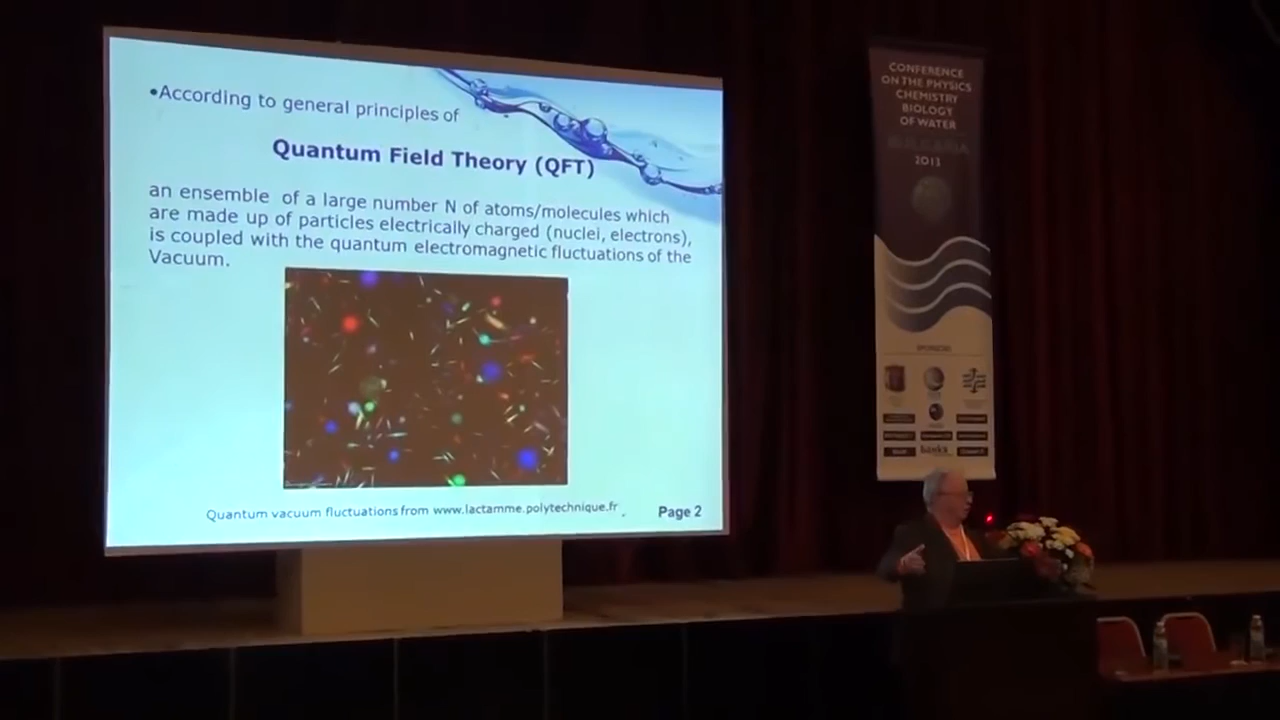 •According to general principles of
Quantum Field Theory (QFT)
an ensemble of a large number N of atoms/molecules which
are made up of particles electrically charged (nuclei, electrons),
is coupled with the quantum electromagnetic fluctuations of the
Vacuum.
Quantum vacuum fluctuations from www.lactamme.polytechnique.fr
Page 2
CONFERENCE
ON THE PHYSICS
CHEMISTRY
BIOLOGY
OF WATER
BULGARIA
2013
SPONSORS